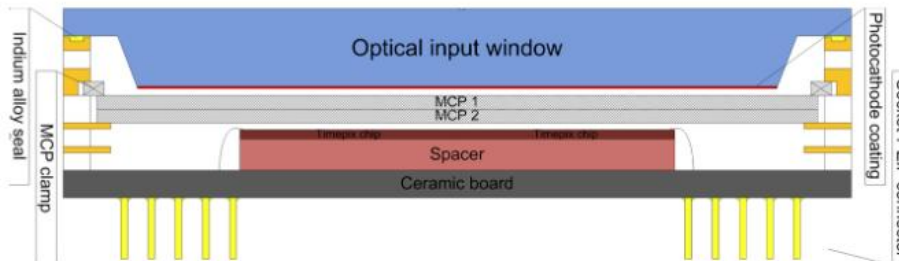 Indium alloy seal
MCP clamp
Optical input window
MCP 1
MCP 2
Timepix chip
Timepix chip
Spacer
Ceramic board
Photocathode coating